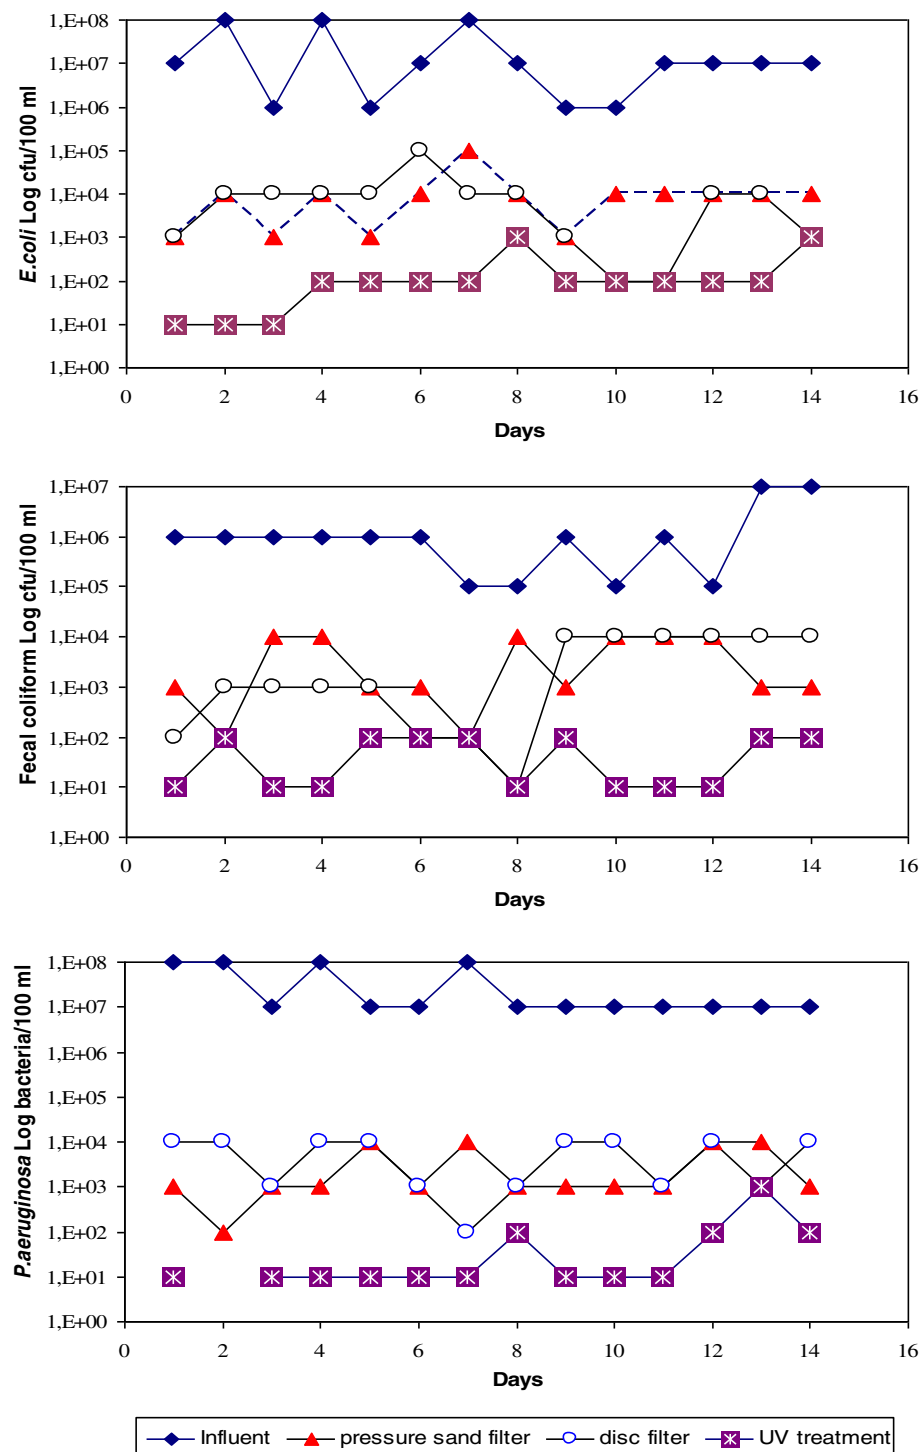 E.coli Log cfu/100 ml
1,E+08
1,E+07
1,E+06
1,E+05
1,E+04
1,E+03
1,E+02
1,E+01
1,E+00
0 2 4 6 8 10 12 14 16
Days
Fecal coliform Log cfu/100 ml
1,E+07
1,E+06
1,E+05
1,E+04
1,E+03
1,E+02
1,E+01
1,E+00
0 2 4 6 8 10 12 14 16
Days
P.aeruginosa Log bacteria/100 ml
1,E+08
1,E+07
1,E+06
1,E+05
1,E+04
1,E+03
1,E+02
1,E+01
1,E+00
0 2 4 6 8 10 12 14 16
Days
Influent pressure sand filter disc filter UV treatment